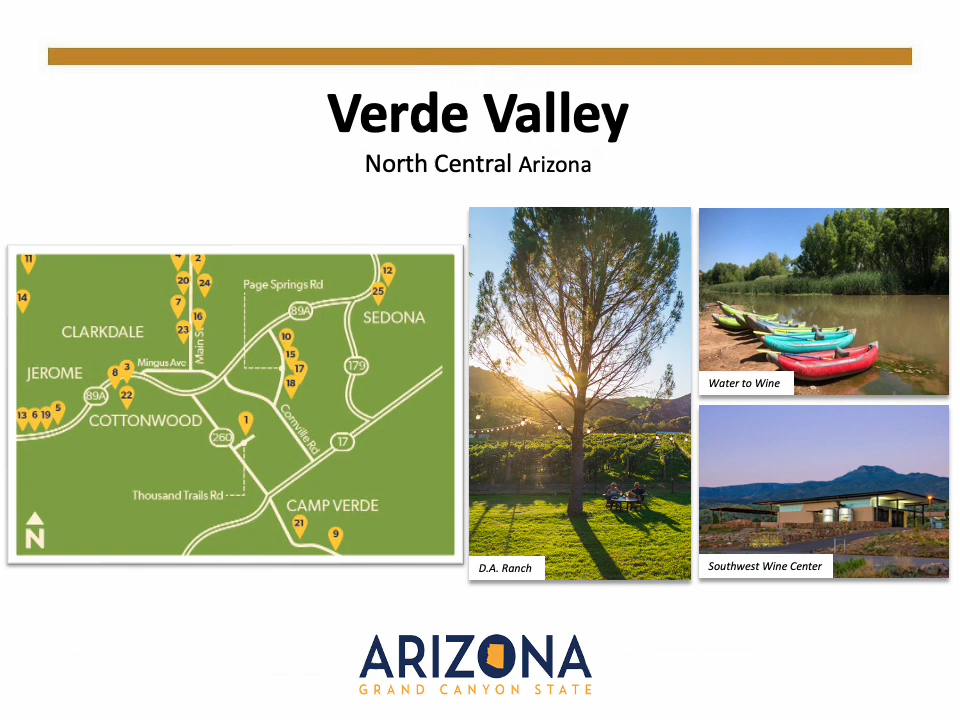 Verde Valley
North Central Arizona
11
4
2
20
24
14
7
16
23
Main S
CLARKDALE
Page Springs Rd
12
25
89A
SEDONA
10
15
17
18
179
Mingus Ave
3
8
22
JEROME
89A
13 6 19 5
COTTONWOOD
1
260
Cornville Rd
17
Thousand Trails Rd
CAMP VERDE
21
9
N
D.A. Ranch
Water to Wine
Southwest Wine Center
ARIZONA
GRAND CANYON STATE